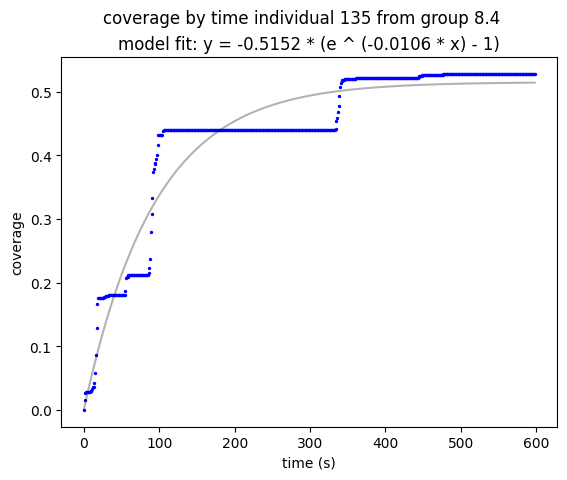 coverage by time individual 135 from group 8.4
model fit: y = -0.5152 * (e ^ (-0.0106 * x) - 1)
0.5
0.4
0.3
0.2
0.1
0.0
coverage
0 100 200 300 400 500 600
time (s)